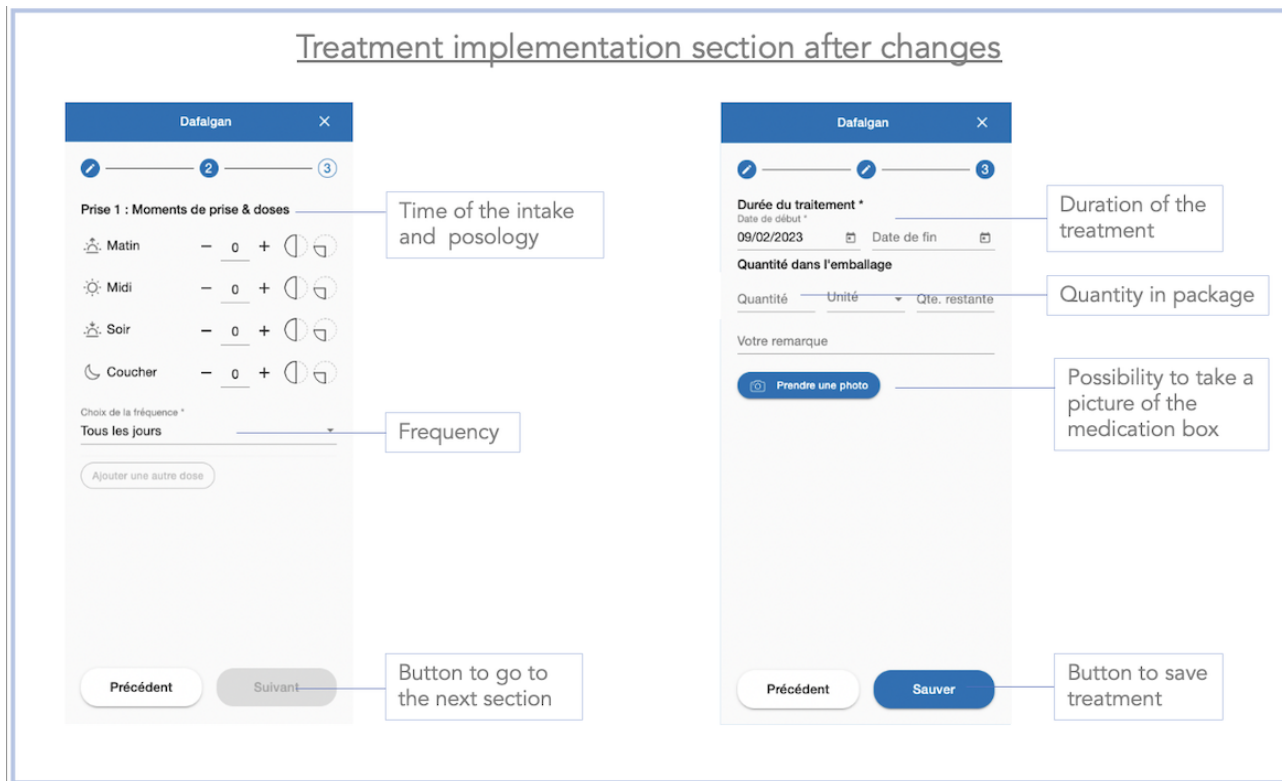 Treatment implementation section after changes
Dafalgan
2
3
Prise 1 : Moments de prise & doses
Matin
0
Midi
0
Soir
0
Coucher
0
Choix de la fréquence *
Tous les jours
Ajouter une autre dose
Précédent
Suivant
Time of the intake
and posology
Frequency
Button to go to
the next section
Dafalgan
3
Durée du traitement *
Date de début *
09/02/2023
Date de fin
Quantité dans l'emballage
Quantité
Unité
Qte. restante
Votre remarque
Prendre une photo
Précédent
Sauver
Duration of the
treatment
Quantity in package
Possibility to take a
picture of the
medication box
Button to save
treatment